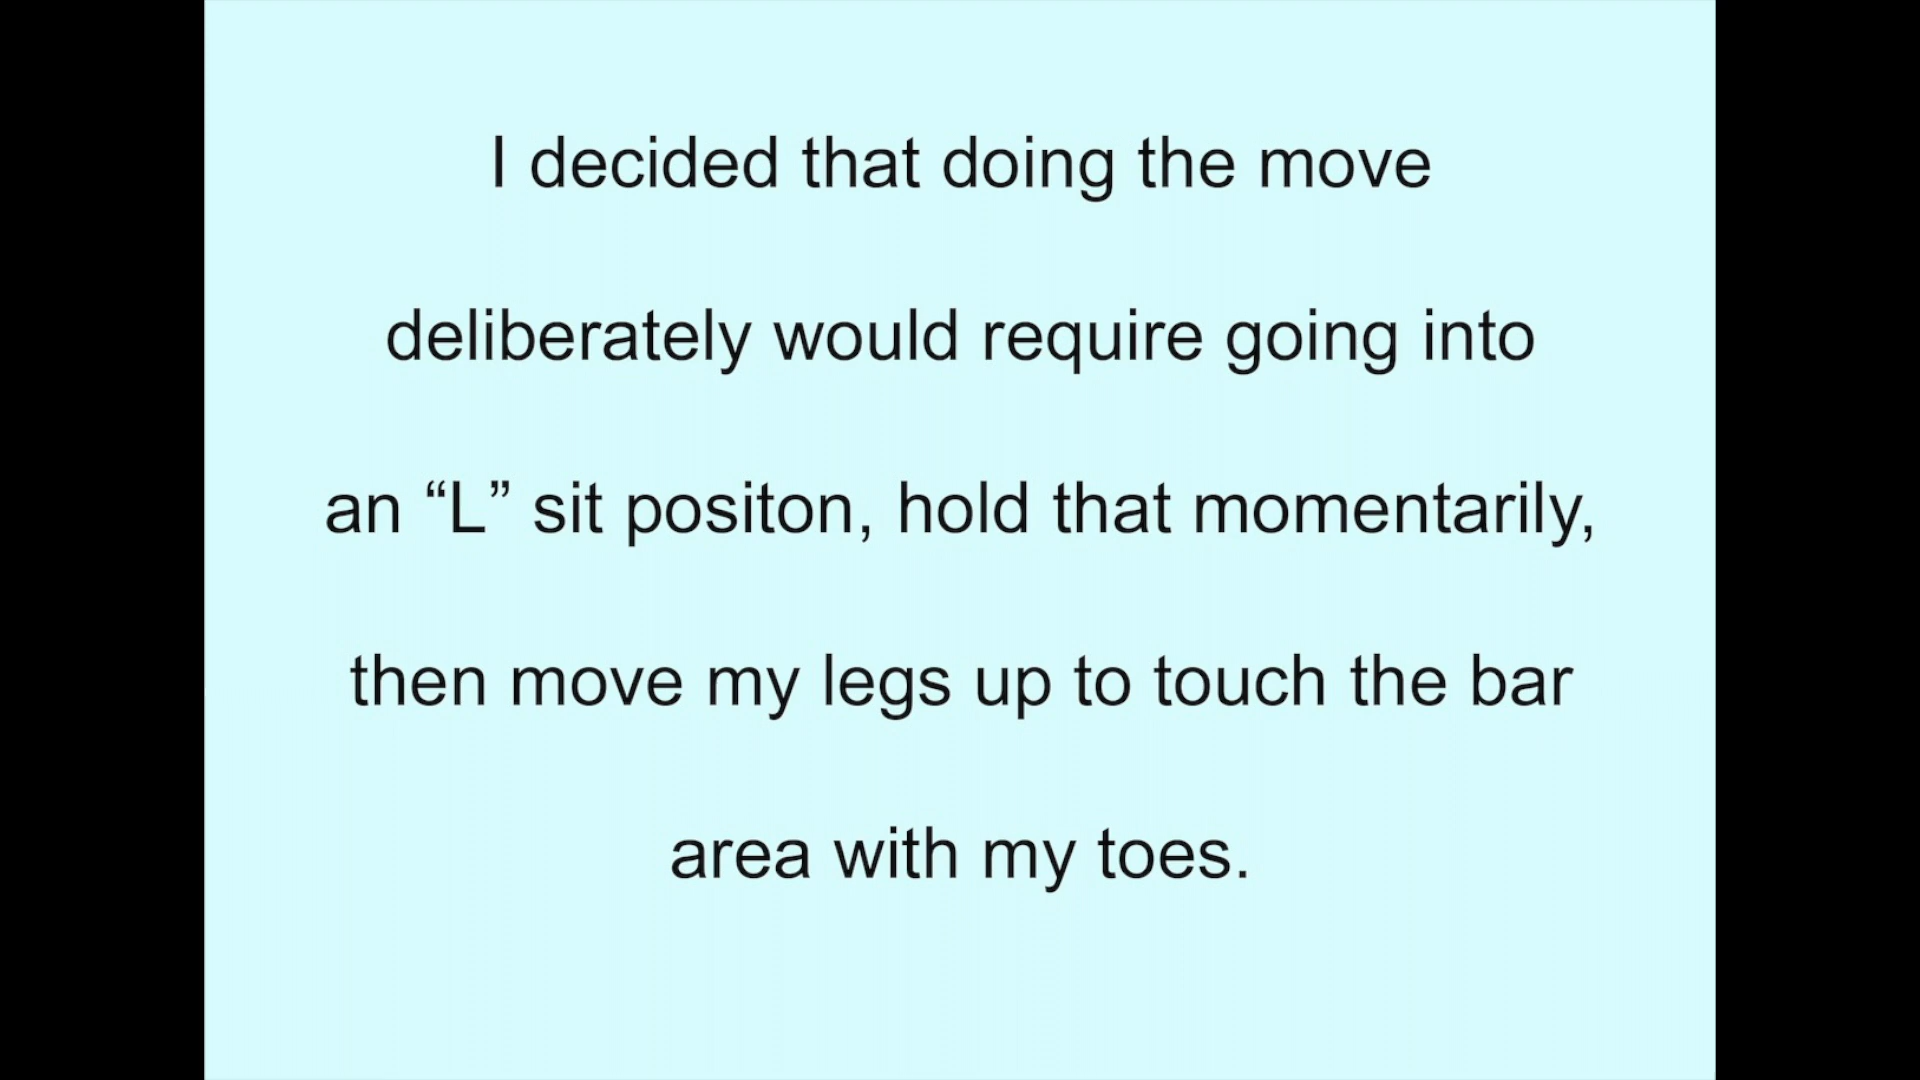 I decided that doing the move
deliberately would require going into
an “L” sit positon, hold that momentarily,
then move my legs up to touch the bar
area with my toes.